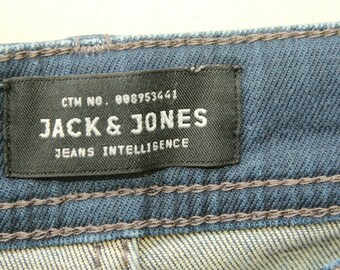 CTM NO. 008953441
JACK & JONES
JEANS INTELLIGENCE